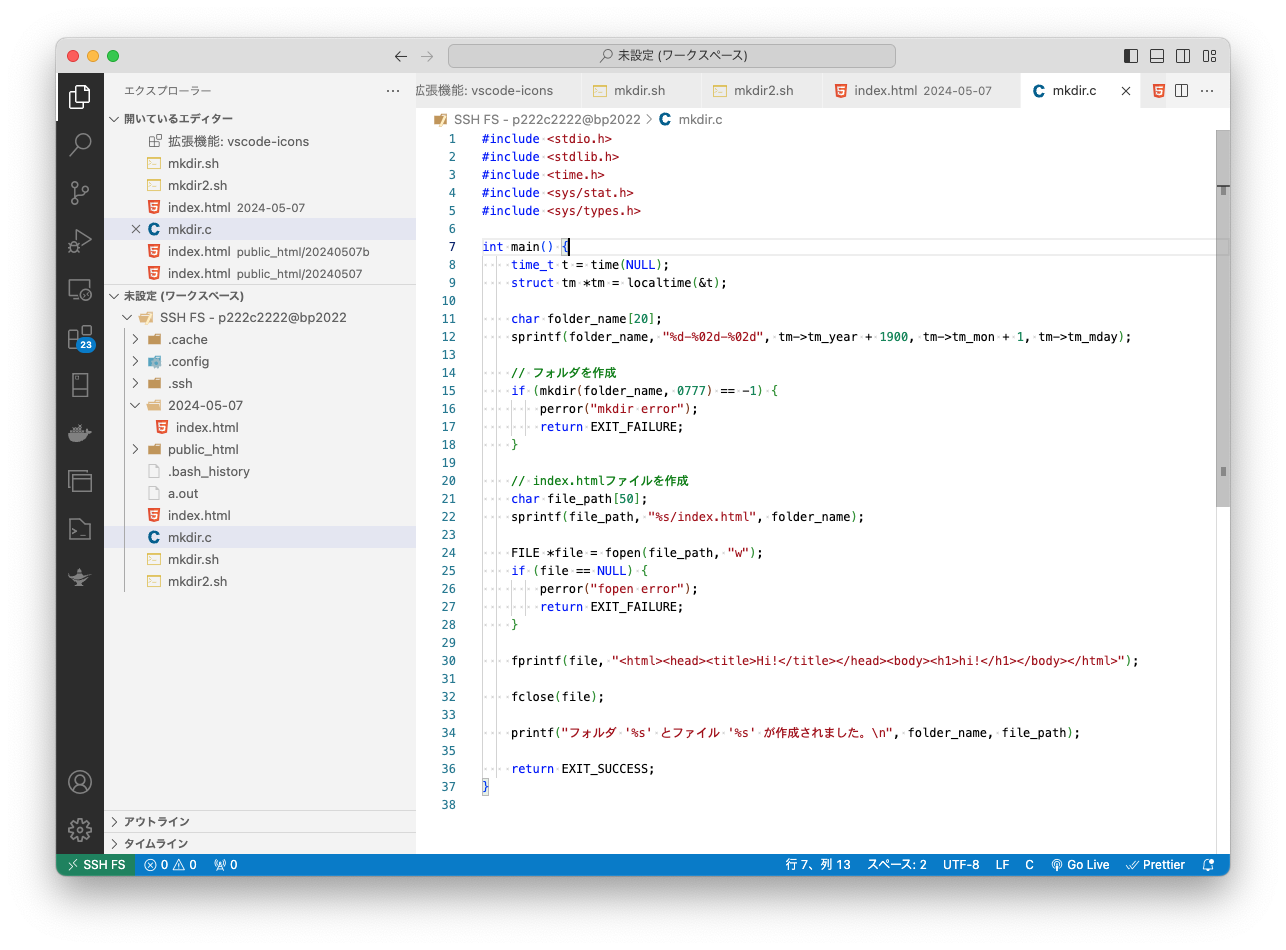 未設定 (ワークスペース)
エクスプローラー
拡張機能: vscode-icons
mkdir.sh
mkdir2.sh
index.html 2024-05-07
mkdir.c
開いているエディター
拡張機能: vscode-icons
mkdir.sh
mkdir2.sh
index.html 2024-05-07
mkdir.c
index.html public_html/20240507b
index.html public_html/20240507
未設定 (ワークスペース)
SSH FS - p222c2222@bp2022
.cache
.config
.ssh
2024-05-07
index.html
public_html
.bash_history
a.out
index.html
mkdir.c
mkdir.sh
mkdir2.sh
23
アウトライン
タイムライン
SSH FS - p222c2222@bp2022 > mkdir.c
1 #include <stdio.h>
2 #include <stdlib.h>
3 #include <time.h>
4 #include <sys/stat.h>
5 #include <sys/types.h>
6
7 int main() {
8 time_t t = time(NULL);
9 struct tm *tm = localtime(&t);
10
11 char folder_name[20];
12 sprintf(folder_name, "%d-%02d-%02d", tm->tm_year + 1900, tm->tm_mon + 1, tm->tm_mday);
13
14 // フォルダを作成
15 if (mkdir(folder_name, 0777) == -1) {
16 perror("mkdir error");
17 return EXIT_FAILURE;
18 }
19
20 // index.htmlファイルを作成
21 char file_path[50];
22 sprintf(file_path, "%s/index.html", folder_name);
23
24 FILE *file = fopen(file_path, "w");
25 if (file == NULL) {
26 perror("fopen error");
27 return EXIT_FAILURE;
28 }
29
30 fprintf(file, "<html><head><title>Hi!</title></head><body><h1>hi!</h1></body></html>");
31
32 fclose(file);
33
34 printf("フォルダ '%s' とファイル '%s' が作成されました。\n", folder_name, file_path);
35
36 return EXIT_SUCCESS;
37 }
38
SSH FS 0 0 0 行 7、列 13 スペース: 2 UTF-8 LF C Go Live Prettier